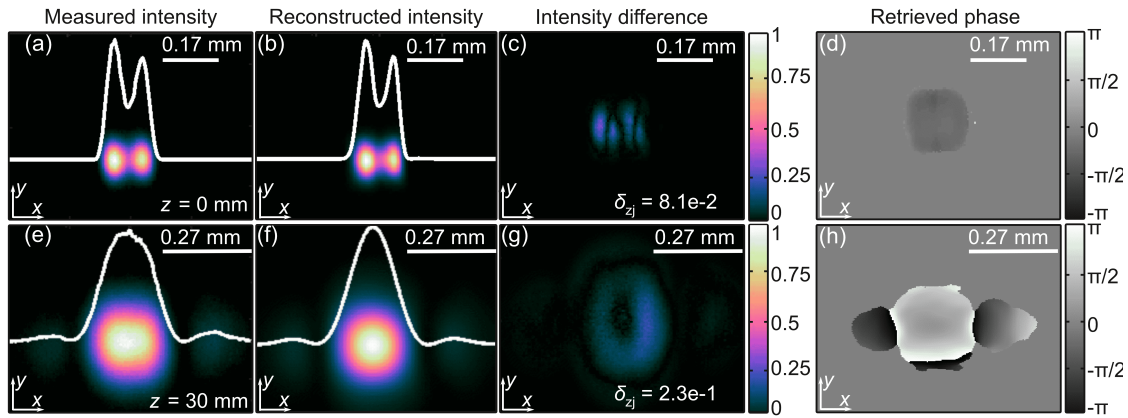 Measured intensity
Reconstructed intensity
Intensity difference
Retrieved phase
(a)
0.17 mm
y
x
z = 0 mm
(b)
0.17 mm
y
x
(c)
0.17 mm
y
x
δzj = 8.1e-2
1
0.75
0.5
0.25
0
(d)
0.17 mm
y
x
π
π/2
0
-π/2
-π
(e)
0.27 mm
y
x
z = 30 mm
(f)
0.27 mm
y
x
(g)
0.27 mm
y
x
δzj = 2.3e-1
1
0.75
0.5
0.25
0
(h)
0.27 mm
y
x
π
π/2
0
-π/2
-π